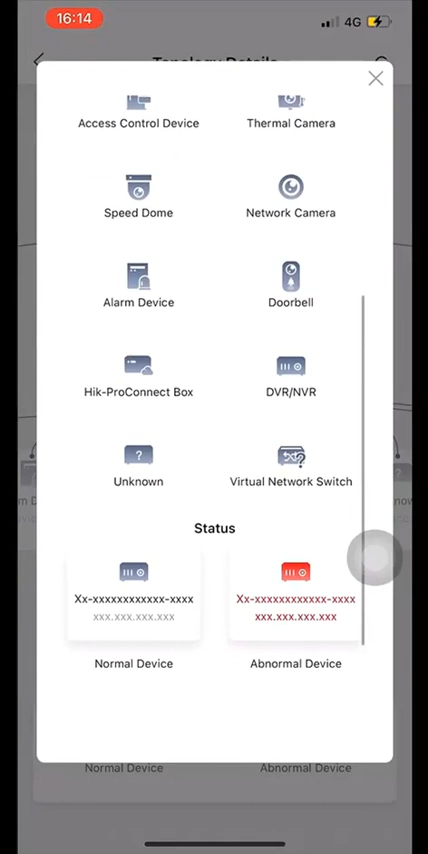 16:14
4G
Topology Details
Access Control Device
Thermal Camera
Speed Dome
Network Camera
Alarm Device
Doorbell
Hik-ProConnect Box
DVR/NVR
Unknown
Virtual Network Switch
Status
Xx-xxxxxxxxxxxx-xxxx
Xx-xxxxxxxxxxxx-xxxx
xxx.xxx.xxx.xxx
xxx.xxx.xxx.xxx
Normal Device
Abnormal Device
Normal Device
Abnormal Device